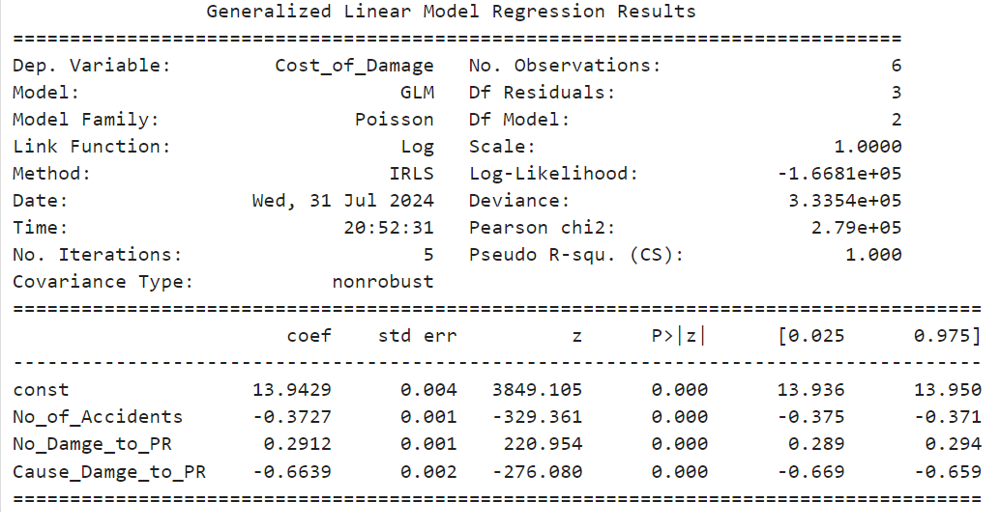 Generalized Linear Model Regression Results
==============================================================================
Dep. Variable: Cost_of_Damage No. Observations: 6
Model: GLM Df Residuals: 3
Model Family: Poisson Df Model: 2
Link Function: Log Scale: 1.0000
Method: IRLS Log-Likelihood: -1.6681e+05
Date: Wed, 31 Jul 2024 Deviance: 3.3354e+05
Time: 20:52:31 Pearson chi2: 2.79e+05
No. Iterations: 5 Pseudo R-squ. (CS): 1.000
Covariance Type: nonrobust
=====================================================================================
coef std err z P>|z| [0.025 0.975]
-------------------------------------------------------------------------------------
const 13.9429 0.004 3849.105 0.000 13.936 13.950
No_of_Accidents -0.3727 0.001 -329.361 0.000 -0.375 -0.371
No_Damge_to_PR 0.2912 0.001 220.954 0.000 0.289 0.294
Cause_Damge_to_PR -0.6639 0.002 -276.080 0.000 -0.669 -0.659
=====================================================================================